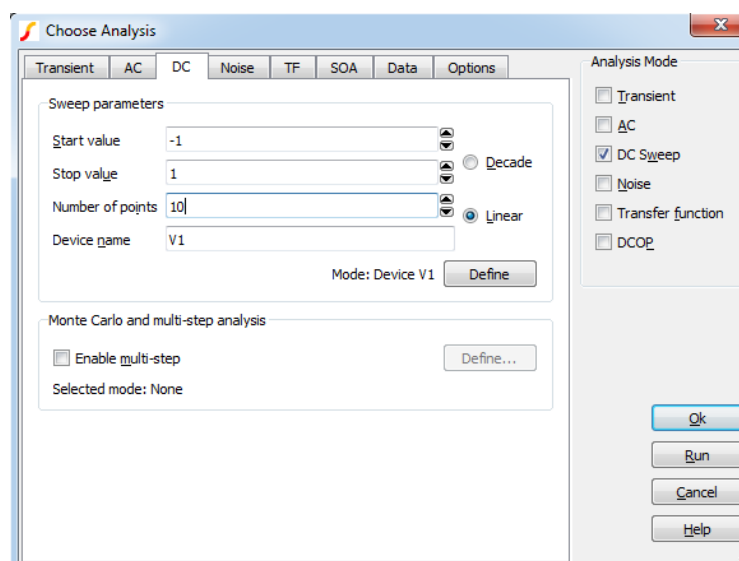 Choose Analysis
Transient AC DC Noise TF SOA Data Options
Sweep parameters
Start value -1
Stop value 1
Decade
Number of points 10
Linear
Device name V1
Mode: Device V1 Define
Monte Carlo and multi-step analysis
Enable multi-step Define...
Selected mode: None
Analysis Mode
Transient
AC
DC Sweep
Noise
Transfer function
DCOP
Ok
Run
Cancel
Help